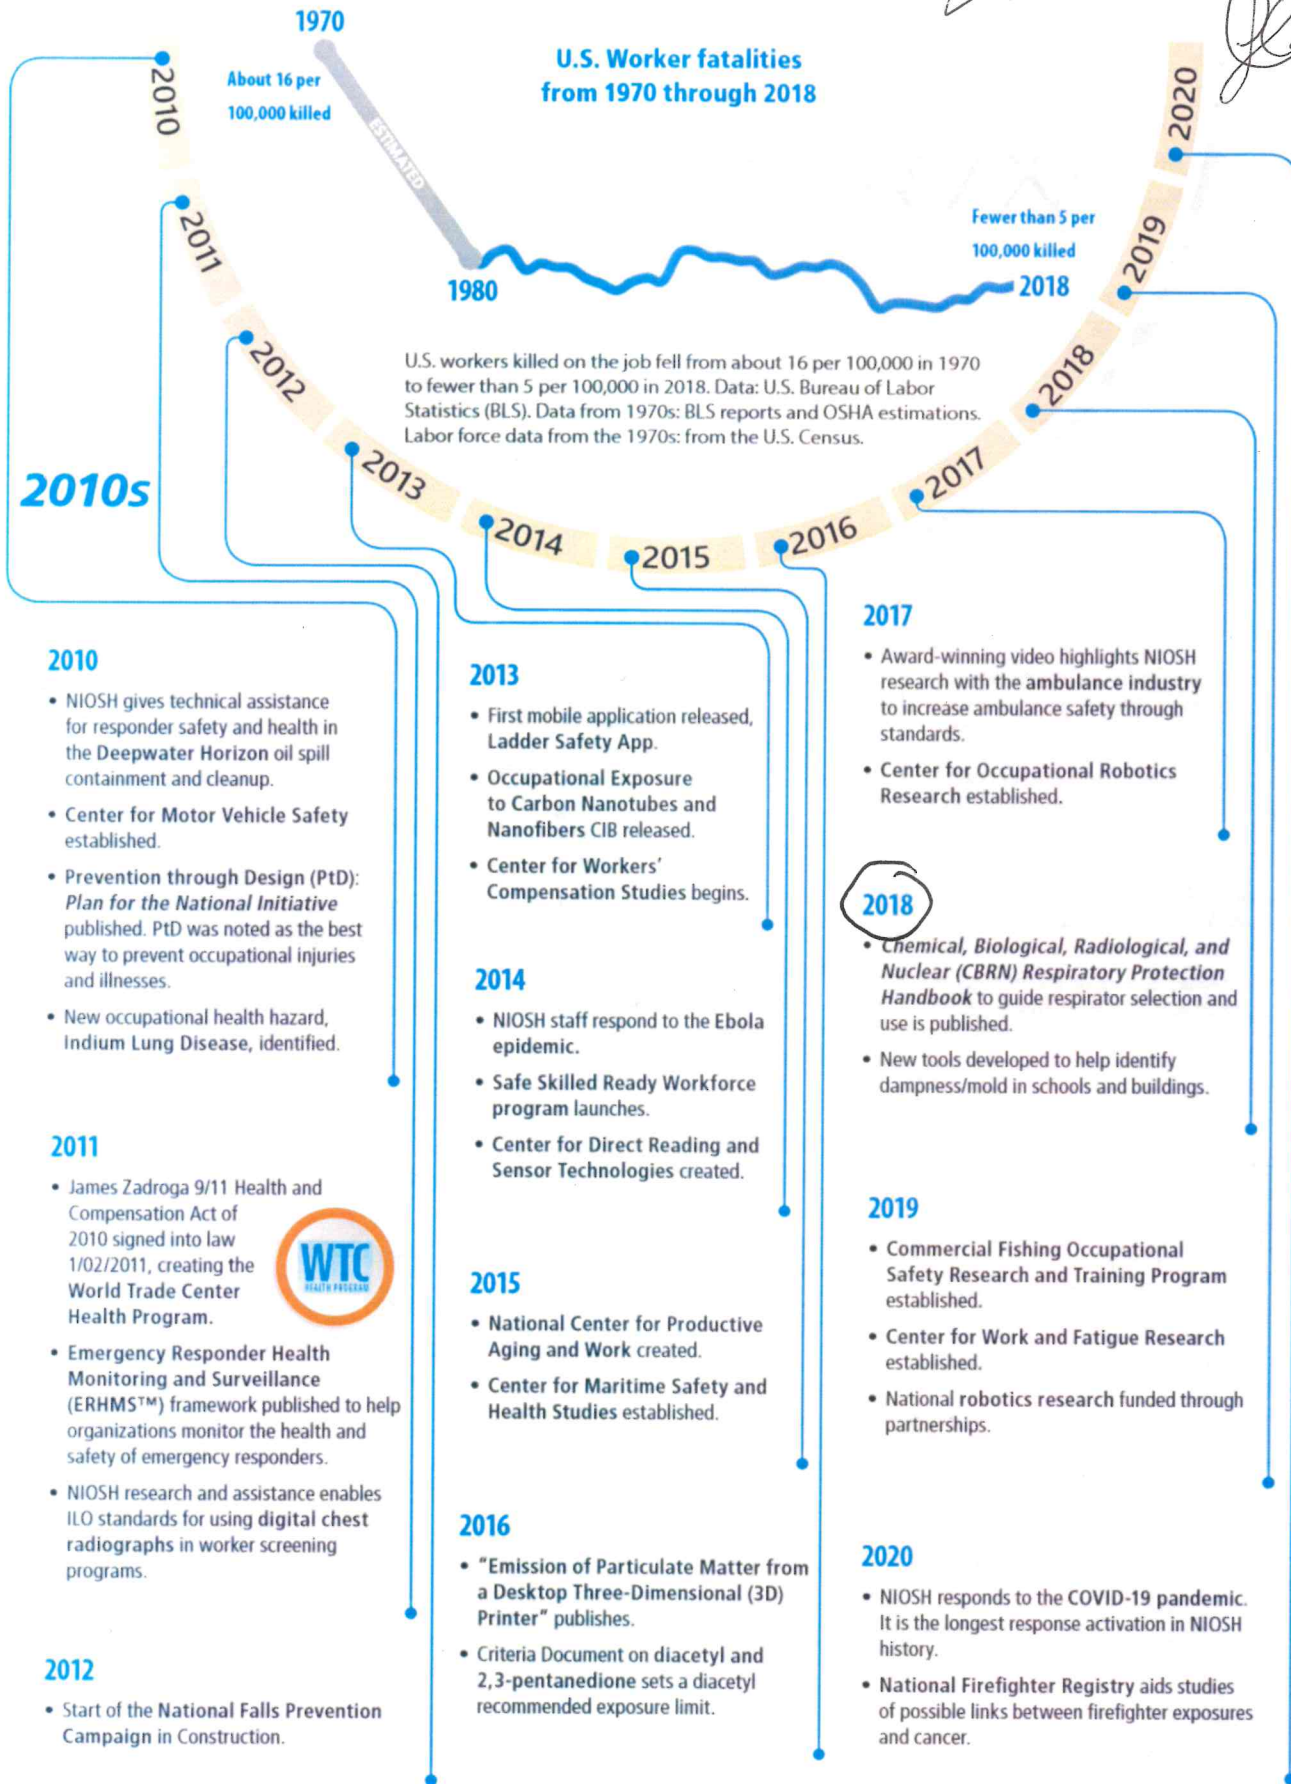 1970
U.S. Worker fatalities
from 1970 through 2018
About 16 per
100,000 killed
ESTIMATED
1980
Fewer than 5 per
100,000 killed
2018
U.S. workers killed on the job fell from about 16 per 100,000 in 1970
to fewer than 5 per 100,000 in 2018. Data: U.S. Bureau of Labor
Statistics (BLS). Data from 1970s: BLS reports and OSHA estimations.
Labor force data from the 1970s: from the U.S. Census.
2010
2011
2012
2013
2014
2015
2016
2017
2018
2019
2020
2010s
2010
• NIOSH gives technical assistance
for responder safety and health in
the Deepwater Horizon oil spill
containment and cleanup.
• Center for Motor Vehicle Safety
established.
• Prevention through Design (PtD):
Plan for the National Initiative
published. PtD was noted as the best
way to prevent occupational injuries
and illnesses.
• New occupational health hazard,
Indium Lung Disease, identified.
2011
• James Zadroga 9/11 Health and
Compensation Act of
2010 signed into law
1/02/2011, creating the
World Trade Center
Health Program.
WTC
HEALTH PROGRAM
• Emergency Responder Health
Monitoring and Surveillance
(ERHMS™) framework published to help
organizations monitor the health and
safety of emergency responders.
• NIOSH research and assistance enables
ILO standards for using digital chest
radiographs in worker screening
programs.
2012
• Start of the National Falls Prevention
Campaign in Construction.
2013
• First mobile application released,
Ladder Safety App.
• Occupational Exposure
to Carbon Nanotubes and
Nanofibers CIB released.
• Center for Workers'
Compensation Studies begins.
2014
• NIOSH staff respond to the Ebola
epidemic.
• Safe Skilled Ready Workforce
program launches.
• Center for Direct Reading and
Sensor Technologies created.
2015
• National Center for Productive
Aging and Work created.
• Center for Maritime Safety and
Health Studies established.
2016
• "Emission of Particulate Matter from
a Desktop Three-Dimensional (3D)
Printer" publishes.
• Criteria Document on diacetyl and
2,3-pentanedione sets a diacetyl
recommended exposure limit.
2017
• Award-winning video highlights NIOSH
research with the ambulance industry
to increase ambulance safety through
standards.
• Center for Occupational Robotics
Research established.
2018
• Chemical, Biological, Radiological, and
Nuclear (CBRN) Respiratory Protection
Handbook to guide respirator selection and
use is published.
• New tools developed to help identify
dampness/mold in schools and buildings.
2019
• Commercial Fishing Occupational
Safety Research and Training Program
established.
• Center for Work and Fatigue Research
established.
• National robotics research funded through
partnerships.
2020
• NIOSH responds to the COVID-19 pandemic.
It is the longest response activation in NIOSH
history.
• National Firefighter Registry aids studies
of possible links between firefighter exposures
and cancer.